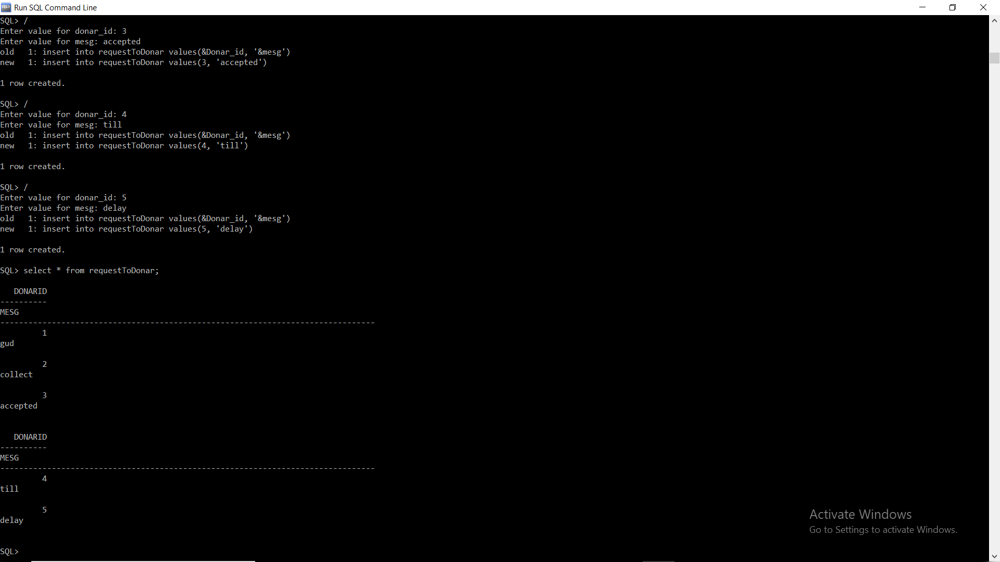 Run SQL Command Line
SQL> /
Enter value for donar_id: 3
Enter value for mesg: accepted
old   1: insert into requestToDonar values(&Donar_id, '&mesg')
new   1: insert into requestToDonar values(3, 'accepted')
1 row created.
SQL> /
Enter value for donar_id: 4
Enter value for mesg: till
old   1: insert into requestToDonar values(&Donar_id, '&mesg')
new   1: insert into requestToDonar values(4, 'till')
1 row created.
SQL> /
Enter value for donar_id: 5
Enter value for mesg: delay
old   1: insert into requestToDonar values(&Donar_id, '&mesg')
new   1: insert into requestToDonar values(5, 'delay')
1 row created.
SQL> select * from requestToDonar;
DONARID
----------
MESG
--------------------------------------------------------------------------------
1
gud
2
collect
3
accepted
DONARID
----------
MESG
--------------------------------------------------------------------------------
4
till
5
delay
SQL>
Activate Windows
Go to Settings to activate Windows.